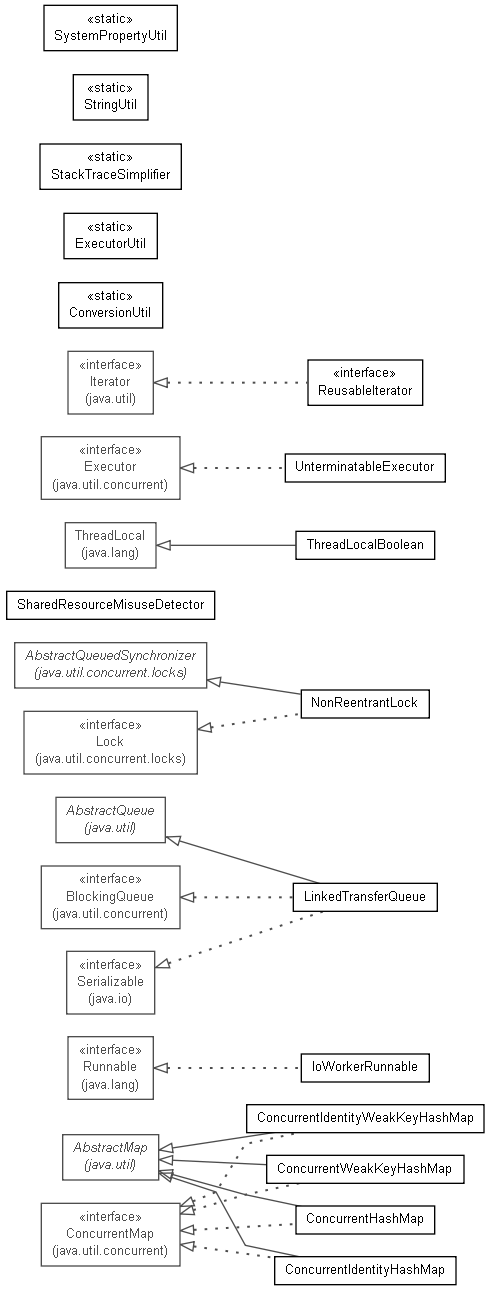 «static»
SystemPropertyUtil
«static»
StringUtil
«static»
StackTraceSimplifier
«static»
ExecutorUtil
«static»
ConversionUtil
«interface»
Iterator
(java.util)
«interface»
ReusableIterator
«interface»
Executor
(java.util.concurrent)
UnterminatableExecutor
ThreadLocal
(java.lang)
ThreadLocalBoolean
SharedResourceMisuseDetector
AbstractQueuedSynchronizer
(java.util.concurrent.locks)
NonReentrantLock
«interface»
Lock
(java.util.concurrent.locks)
AbstractQueue
(java.util)
«interface»
BlockingQueue
(java.util.concurrent)
LinkedTransferQueue
«interface»
Serializable
(java.io)
«interface»
Runnable
(java.lang)
IoWorkerRunnable
ConcurrentIdentityWeakKeyHashMap
AbstractMap
(java.util)
ConcurrentWeakKeyHashMap
«interface»
ConcurrentMap
(java.util.concurrent)
ConcurrentHashMap
ConcurrentIdentityHashMap